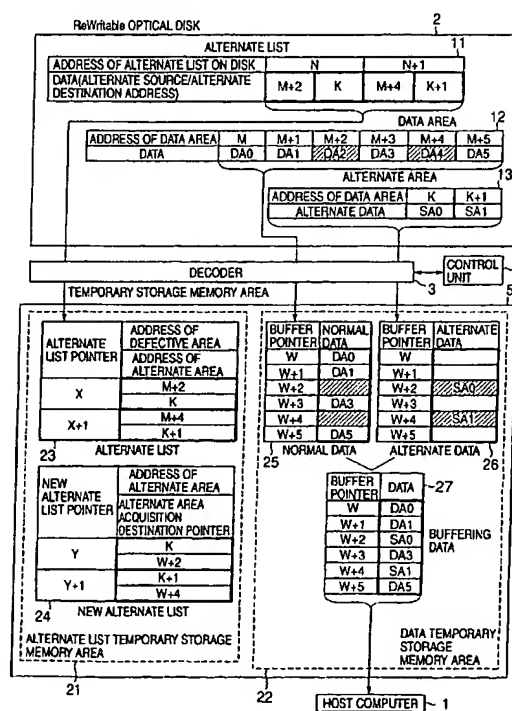 ReWritable OPTICAL DISK
2
ALTERNATE LIST
11
ADDRESS OF ALTERNATE LIST ON DISK N N+1
DATA(ALTERNATE SOURCE/ALTERNATE DESTINATION ADDRESS) M+2 K M+4 K+1
DATA AREA
12
ADDRESS OF DATA AREA M M+1 M+2 M+3 M+4 M+5
DATA DA0 DA1 DA2 DA3 DA4 DA5
ALTERNATE AREA
13
ADDRESS OF DATA AREA K K+1
ALTERNATE DATA SA0 SA1
DECODER
3
CONTROL UNIT
TEMPORARY STORAGE MEMORY AREA
5
ALTERNATE LIST POINTER
ADDRESS OF DEFECTIVE AREA
ADDRESS OF ALTERNATE AREA
X M+2
K
X+1 M+4
K+1
23
ALTERNATE LIST
NEW ALTERNATE LIST POINTER
ADDRESS OF ALTERNATE AREA
ALTERNATE AREA ACQUISITION DESTINATION POINTER
Y K
W+2
Y+1 K+1
W+4
24
NEW ALTERNATE LIST
ALTERNATE LIST TEMPORARY STORAGE MEMORY AREA
21
BUFFER POINTER NORMAL DATA
W DA0
W+1 DA1
W+2
W+3 DA3
W+4
W+5 DA5
25
NORMAL DATA
BUFFER POINTER ALTERNATE DATA
W
W+1
W+2 SA0
W+3
W+4 SA1
W+5
ALTERNATE DATA
26
27
BUFFER POINTER DATA
W DA0
W+1 DA1
W+2 SA0
W+3 DA3
W+4 SA1
W+5 DA5
BUFFERING DATA
DATA TEMPORARY STORAGE MEMORY AREA
22
HOST COMPUTER
1